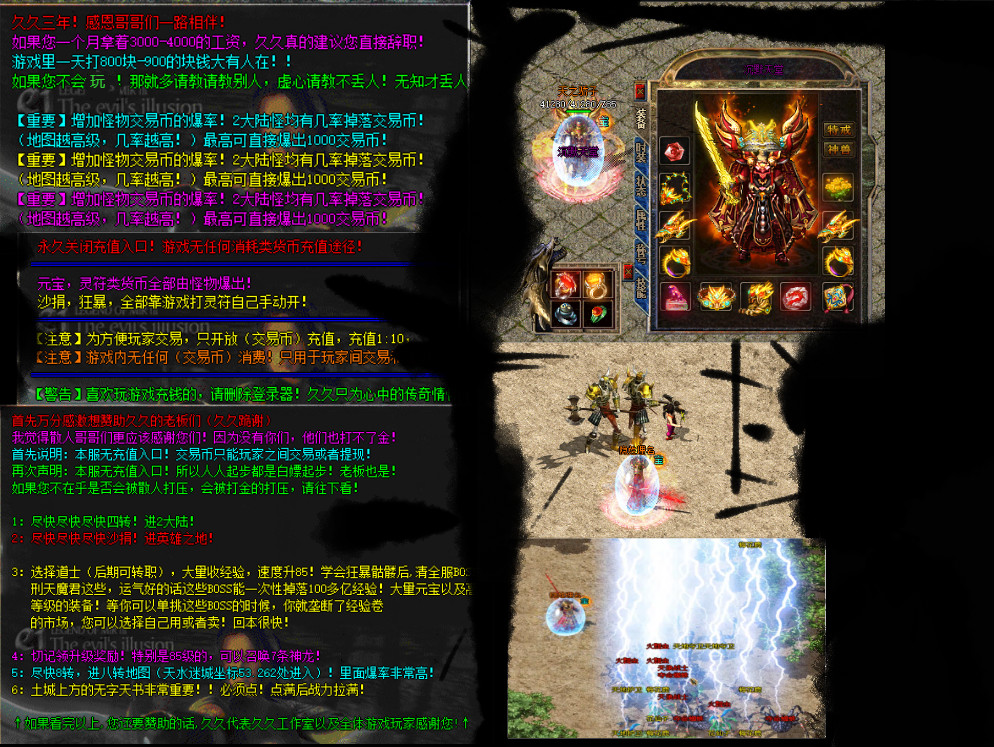 久久三年！感恩哥哥们一路相伴！
如果您一个月拿着3000-4000的工资，久久真的建议您直接辞职！
游戏里一天打800块-900的块钱大有人在！！
如果您不会 玩 ！那就多请教请教别人，虚心请教不丢人！无知才丢人
The evil's illusion
【重要】增加怪物交易币的爆率！2大陆怪均有几率掉落交易币！
（地图越高级，几率越高！）最高可直接爆出1000交易币！
【重要】增加怪物交易币的爆率！2大陆怪均有几率掉落交易币！
（地图越高级，几率越高！）最高可直接爆出1000交易币！
【重要】增加怪物交易币的爆率！2大陆怪均有几率掉落交易币！
（地图越高级，几率越高！）最高可直接爆出1000交易币！
永久关闭充值入口！游戏无任何消耗类货币充值途径！
元宝，灵符类货币全部由怪物爆出！
沙捐，狂暴，全部靠游戏打灵符自己手动开！
【注意】为方便玩家交易，只开放（交易币）充值，充值1:10，
【注意】游戏内无任何（交易币）消费！只用于玩家间交易
【警告】喜欢玩游戏充钱的，请删除登录器！久久只为心中的传奇情
首先万分感激想赞助久久的老板们（久久跪谢）
我觉得散人哥哥们更应该感谢您们！因为没有你们，他们也打不了金！
首先说明：本服无充值入口！交易币只能玩家之间交易或者提现！
再次声明：本服无充值入口！所以人人起步都是白嫖起步！老板也是！
如果您不在乎是否会被散人打压，会被打金的打压，请往下看！
1：尽快尽快尽快四转！进2大陆！
2：尽快尽快尽快沙捐！进英雄之地！
3：选择道士（后期可转职），大量收经验，速度升85！学会狂暴骷髅后，清全服BO
刑天魔君这些，运气好的话这些BOSS能一次性掉落100多亿经验！大量元宝以及高
等级的装备！等你可以单挑这些BOSS的时候，你就垄断了经验卷
的市场，您可以选择自己用或者卖！回本很快！
The evil's illusion
4：切记领升级奖励！特别是85级的，可以召唤7条神龙！
5：尽快8转，进八转地图（天水迷城坐标53.262处进入）！里面爆率非常高！
6：土城上方的无字天书非常重要！！必须点！点满后战力拉满！
↑如果看完以上，您还要赞助的话，久久代表久久工作室以及全体游戏玩家感谢您！↑
装备
时装
状态
属性
称号
技能
特戒
神兽